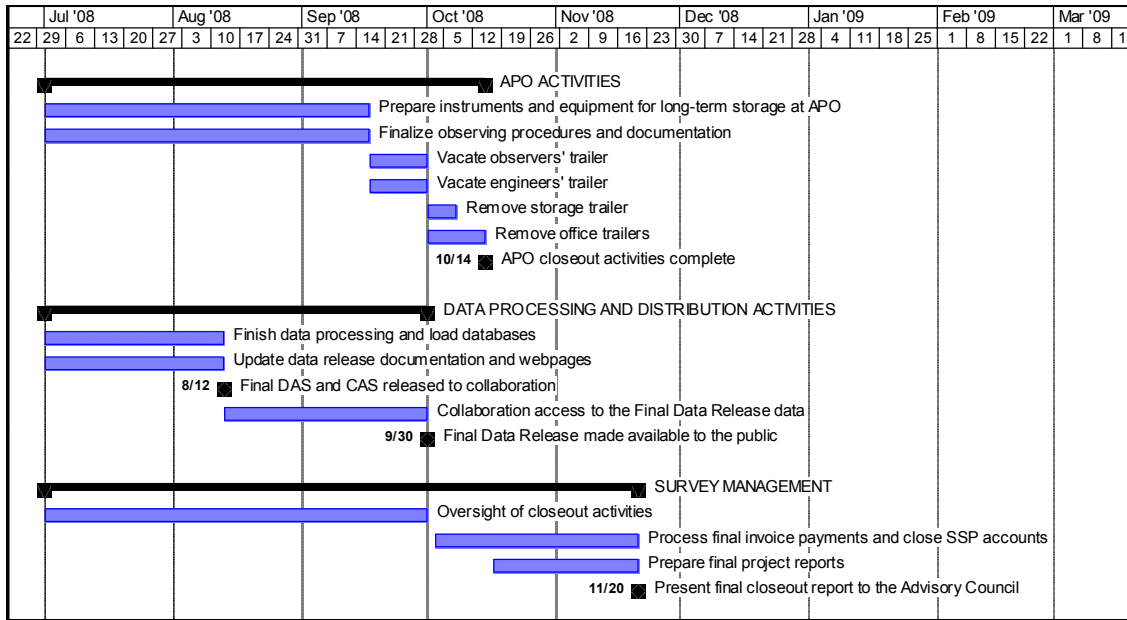 Jul '08 Aug '08 Sep '08 Oct '08 Nov '08 Dec '08 Jan '09 Feb '09 Mar '09
22 29 6 13 20 27 3 10 17 24 31 7 14 21 28 5 12 19 26 2 9 16 23 30 7 14 21 28 4 11 18 25 1 8 15 22 1 8 1
APO ACTIVITIES
Prepare instruments and equipment for long-term storage at APO
Finalize observing procedures and documentation
Vacate observers' trailer
Vacate engineers' trailer
Remove storage trailer
Remove office trailers
10/14 APO closeout activities complete
DATA PROCESSING AND DISTRIBUTION ACTIVITIES
Finish data processing and load databases
Update data release documentation and webpages
8/12 Final DAS and CAS released to collaboration
Collaboration access to the Final Data Release data
9/30 Final Data Release made available to the public
SURVEY MANAGEMENT
Oversight of closeout activities
Process final invoice payments and close SSP accounts
Prepare final project reports
11/20 Present final closeout report to the Advisory Council